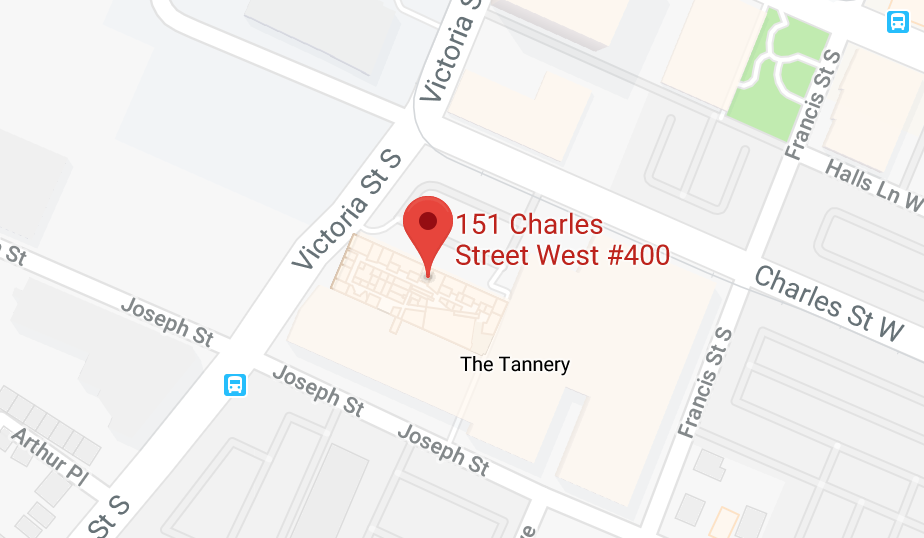 Victoria St S
Francis St S
Halls Ln W
Victoria St S
151 Charles
Street West #400
St
Charles St W
Joseph St
The Tannery
Francis St S
Joseph St
Joseph St
Arthur Pl
St S